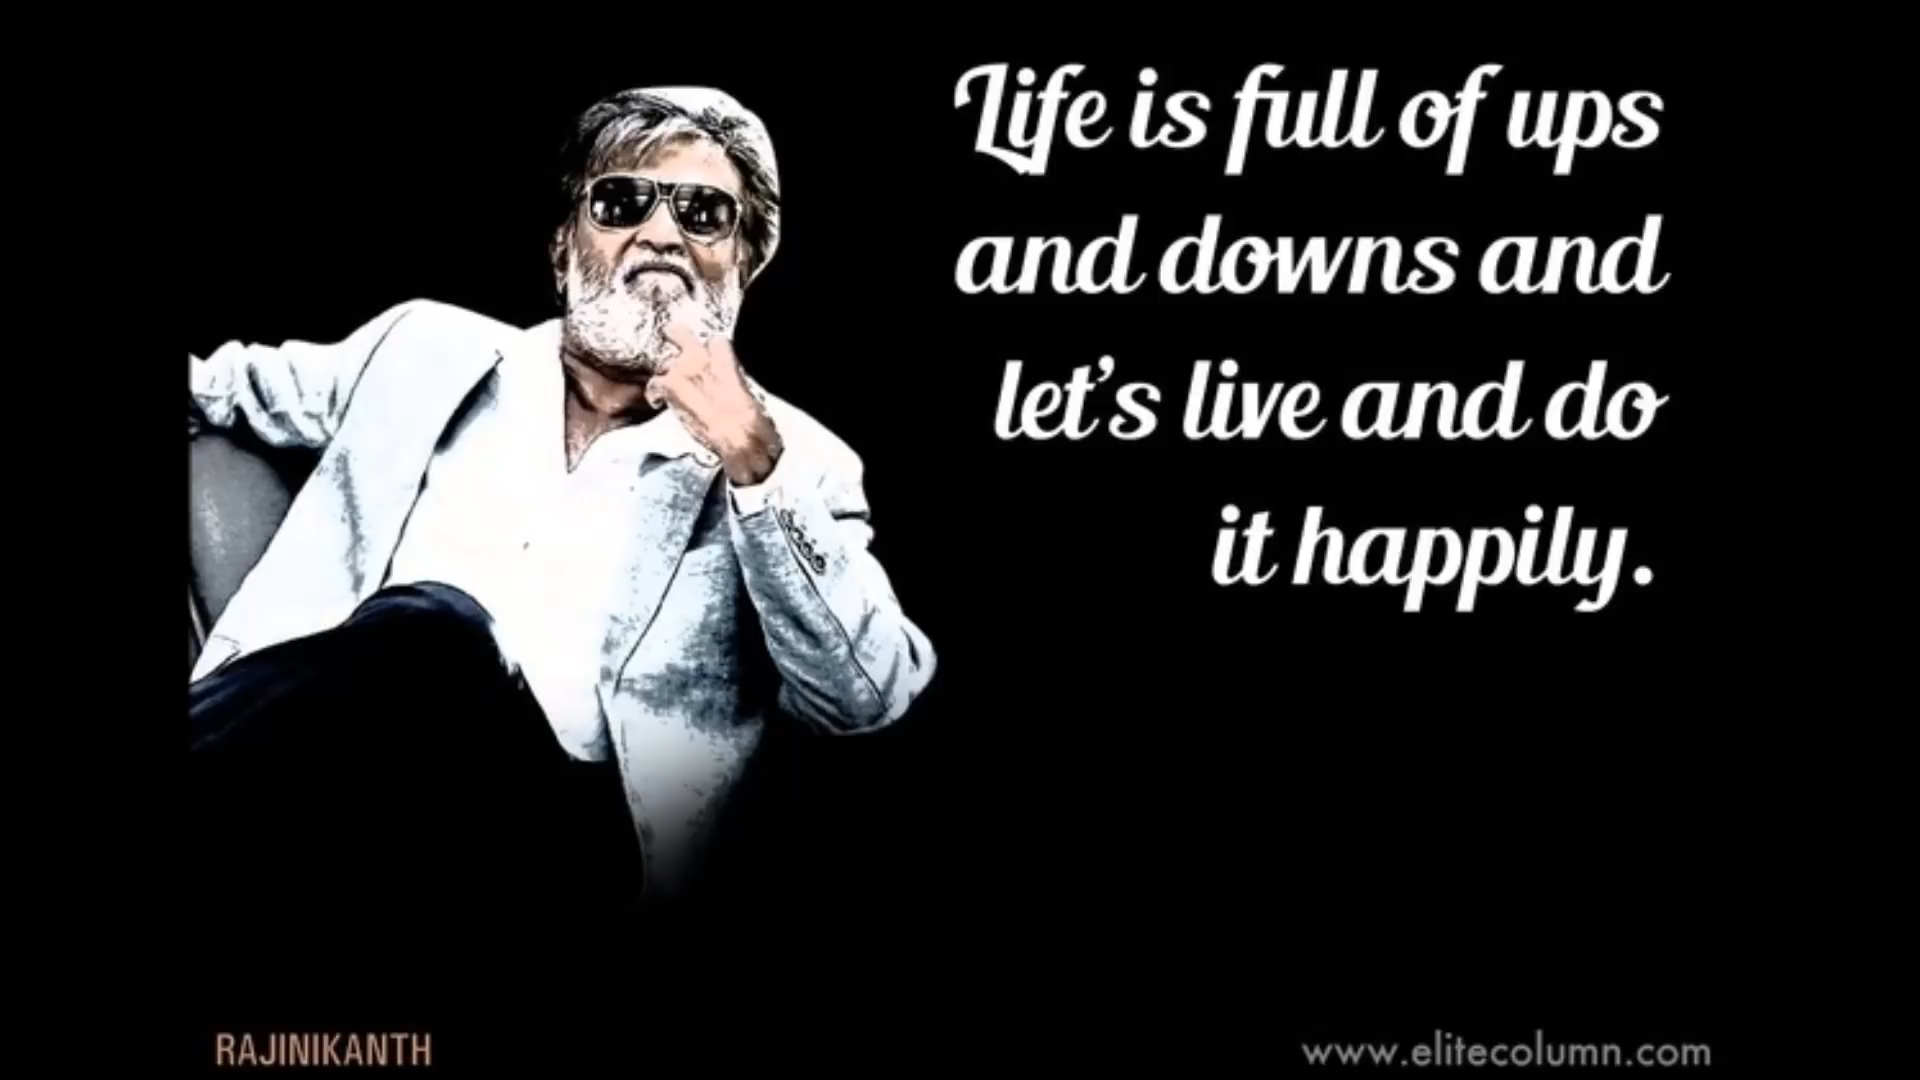 Life is full of ups
and downs and
let's live and do
it happily.
RAJINIKANTH
www.elitecolumn.com